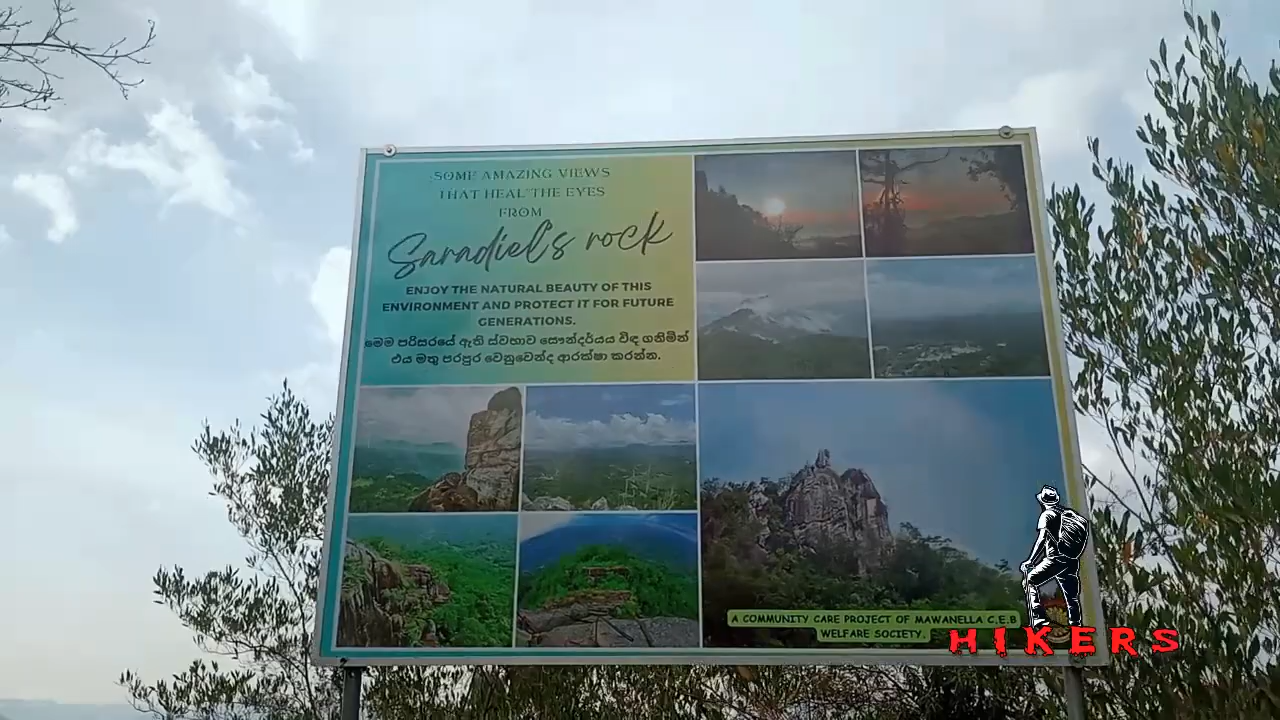 SOME AMAZING VIEWS
THAT HEAL THE EYES
FROM
Saradiel's rock
ENJOY THE NATURAL BEAUTY OF THIS
ENVIRONMENT AND PROTECT IT FOR FUTURE
GENERATIONS.
මෙම පරිසරයේ ඇති ස්වභාව සෞන්දර්යය විඳ ගනිමින්
එය මතු පරපුර වෙනුවෙන්ද ආරක්ෂා කරන්න.
A COMMUNITY CARE PROJECT OF MAWANELLA C.E.B
WELFARE SOCIETY.
HIKERS